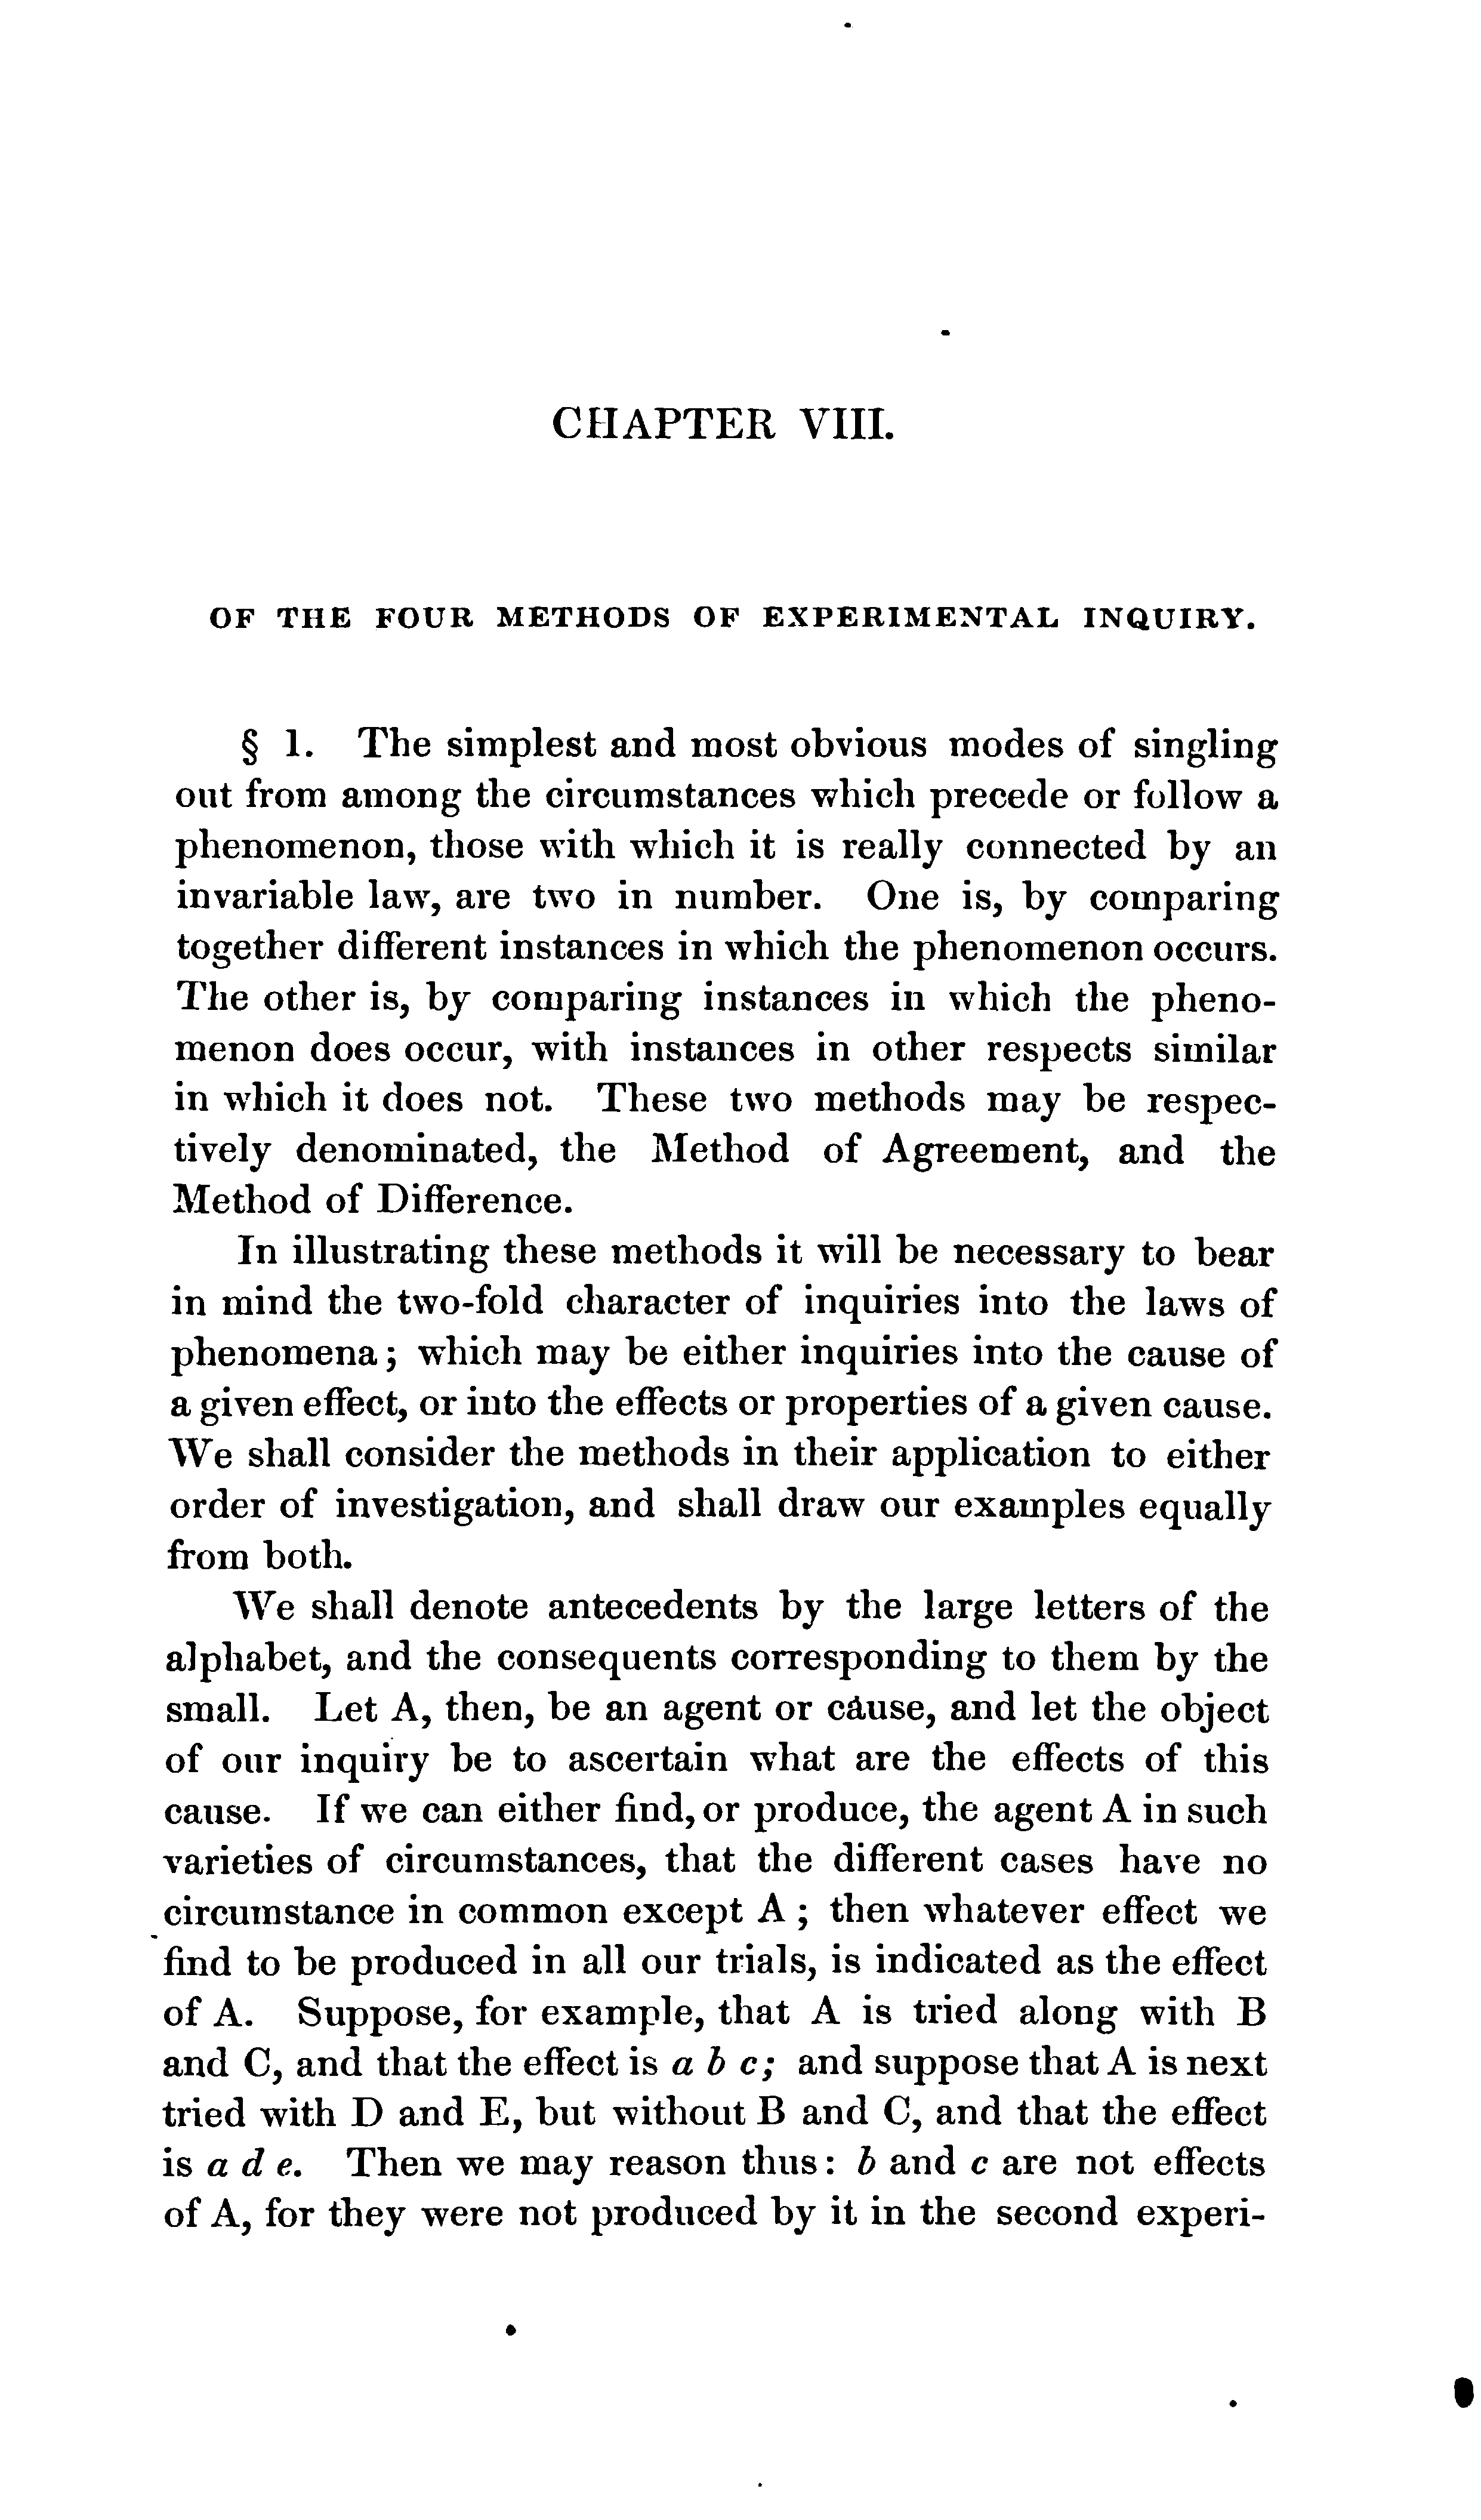 CHAPTER VIII.
OF THE FOUR METHODS OF EXPERIMENTAL INQUIRY.
§ 1. The simplest and most obvious modes of singling
out from among the circumstances which precede or follow a
phenomenon, those with which it is really connected by an
invariable law, are two in number. One is, by comparing
together different instances in which the phenomenon occurs.
The other is, by comparing instances in which the pheno-
menon does occur, with instances in other respects similar
in which it does not. These two methods may be respec-
tively denominated, the Method of Agreement, and the
Method of Difference.
In illustrating these methods it will be necessary to bear
in mind the two-fold character of inquiries into the laws of
phenomena; which may be either inquiries into the cause of
a given effect, or into the effects or properties of a given cause.
We shall consider the methods in their application to either
order of investigation, and shall draw our examples equally
from both.
We shall denote antecedents by the large letters of the
alphabet, and the consequents corresponding to them by the
small. Let A, then, be an agent or cause, and let the object
of our inquiry be to ascertain what are the effects of this
cause. If we can either find, or produce, the agent A in such
varieties of circumstances, that the different cases have no
circumstance in common except A; then whatever effect we
find to be produced in all our trials, is indicated as the effect
of A. Suppose, for example, that A is tried along with B
and C, and that the effect is a b c; and suppose that A is next
tried with D and E, but without B and C, and that the effect
is a d e. Then we may reason thus: b and c are not effects
of A, for they were not produced by it in the second experi-